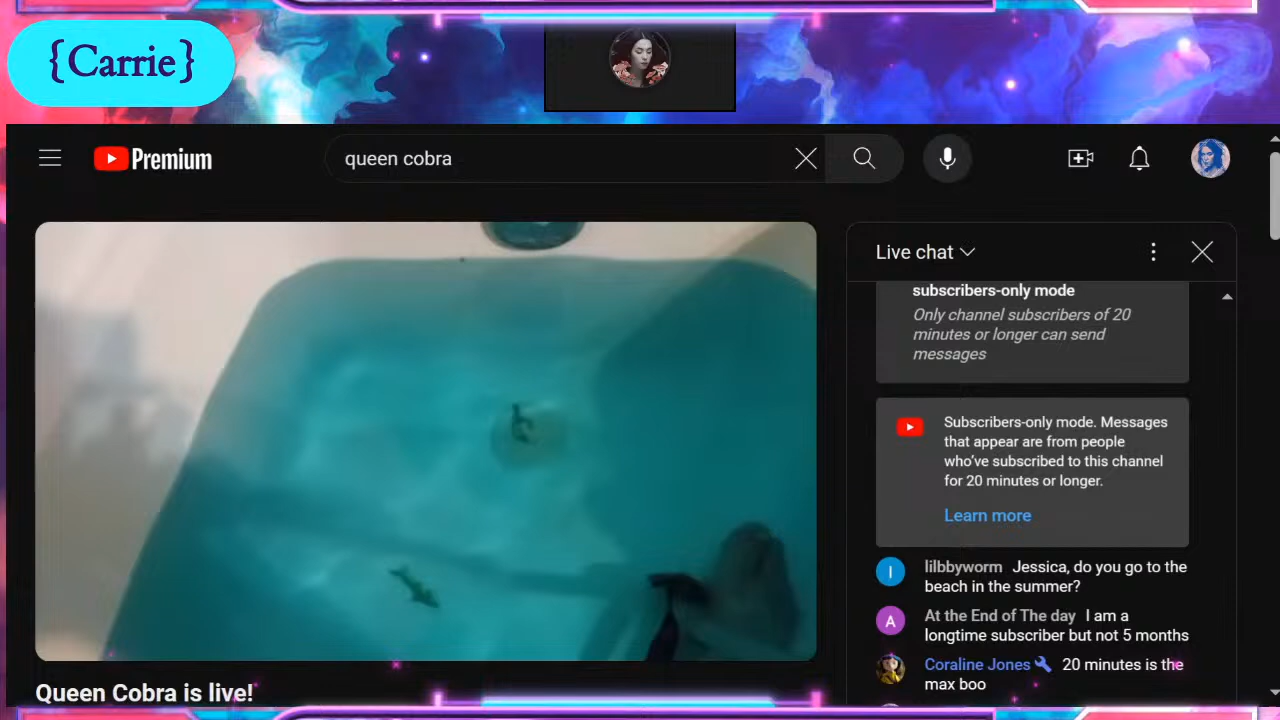 {Carrie}
Premium
queen cobra
Live chat
subscribers-only mode
Only channel subscribers of 20
minutes or longer can send
messages
Subscribers-only mode. Messages
that appear are from people
who've subscribed to this channel
for 20 minutes or longer.
Learn more
I
lilbbyworm Jessica, do you go to the
beach in the summer?
A
At the End of The day I am a
longtime subscriber but not 5 months
Coraline Jones 20 minutes is the
max boo
Queen Cobra is live!